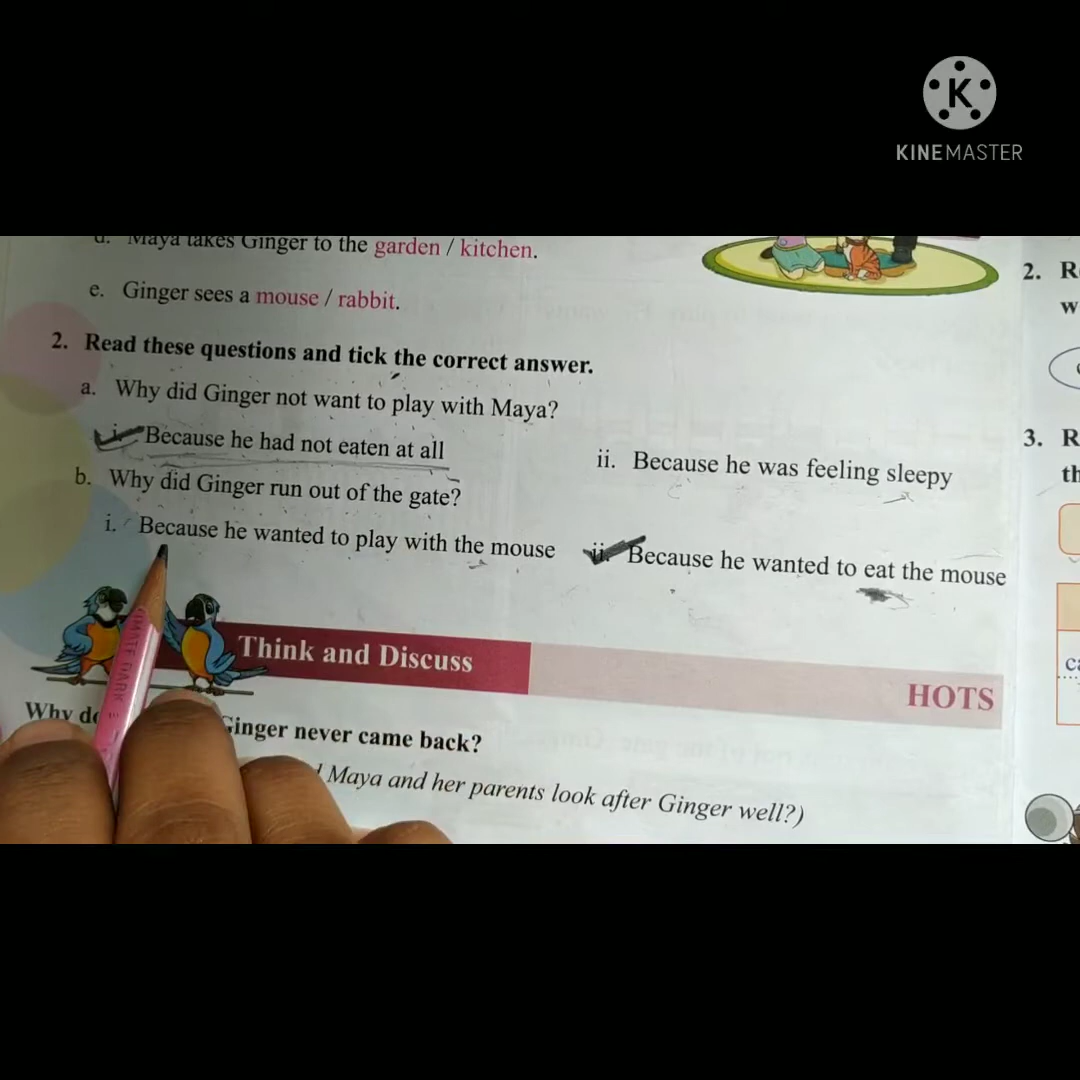 KINEMASTER
d. Maya takes Ginger to the garden / kitchen.
e. Ginger sees a mouse / rabbit.
2. Read these questions and tick the correct answer.
a. Why did Ginger not want to play with Maya?
i. Because he had not eaten at all ii. Because he was feeling sleepy
b. Why did Ginger run out of the gate?
i. Because he wanted to play with the mouse ii. Because he wanted to eat the mouse
Think and Discuss
HOTS
Why Ginger never came back?
Maya and her parents look after Ginger well?)
2.
3.